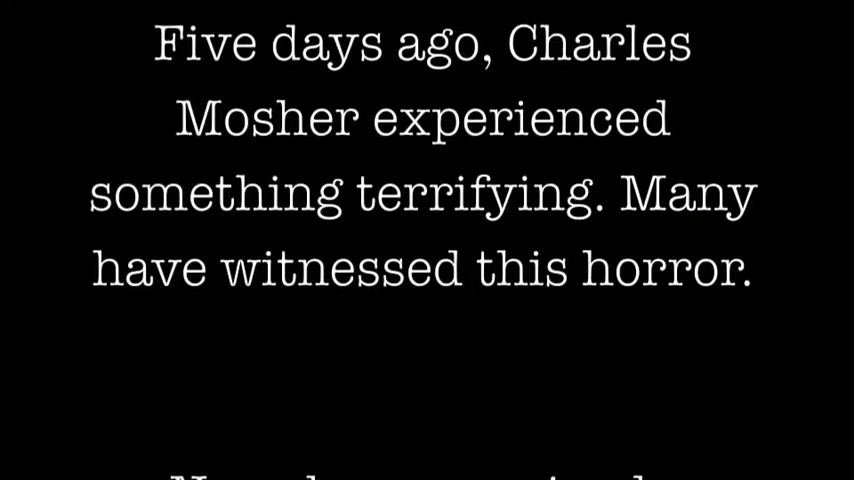 Five days ago, Charles
Mosher experienced
something terrifying. Many
have witnessed this horror.